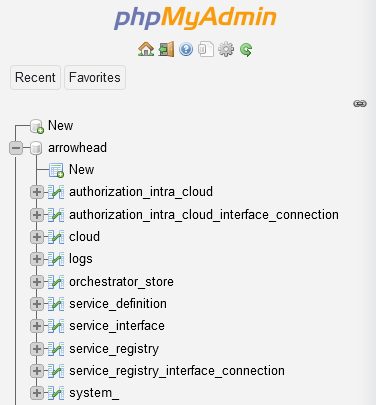 phpMyAdmin
Recent Favorites
New
arrowhead
New
authorization_intra_cloud
authorization_intra_cloud_interface_connection
cloud
logs
orchestrator_store
service_definition
service_interface
service_registry
service_registry_interface_connection
system_